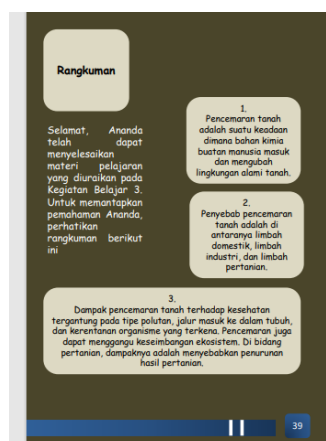 Rangkuman
Selamat, Ananda
telah dapat
menyelesaikan
materi pelajaran
yang diuraikan pada
Kegiatan Belajar 3.
Untuk memantapkan
pemahaman Ananda,
perhatikan
rangkuman berikut
ini
1.
Pencemaran tanah
adalah suatu keadaan
dimana bahan kimia
buatan manusia masuk
dan mengubah
lingkungan alami tanah.
2.
Penyebab pencemaran
tanah adalah di
antaranya limbah
domestik, limbah
industri, dan limbah
pertanian.
3.
Dampak pencemaran tanah terhadap kesehatan
tergantung pada tipe polutan, jalur masuk ke dalam tubuh,
dan kerentanan organisme yang terkena. Pencemaran juga
dapat menggangu keseimbangan ekosistem. Di bidang
pertanian, dampaknya adalah menyebabkan penurunan
hasil pertanian.
39